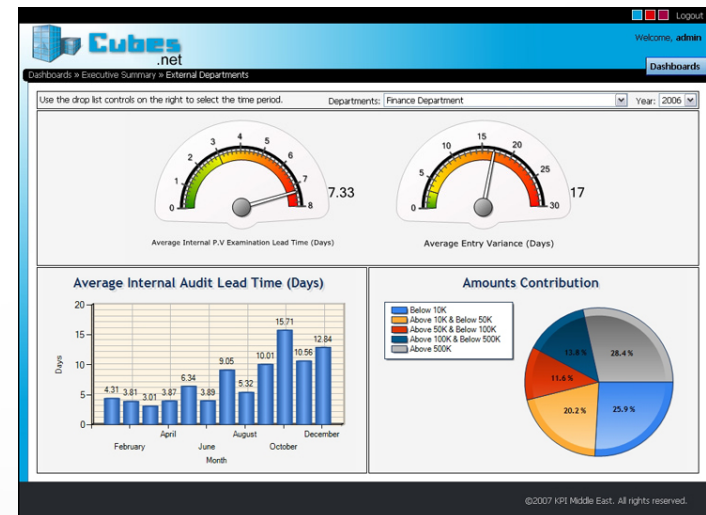 Logout
Cubes
.net
Welcome, admin
Dashboards
Dashboards » Executive Summary » External Departments
Use the drop list controls on the right to select the time period.
Departments: Finance Department
Year: 2006
0 1 2 3 4 5 6 7 8
7.33
Average Internal P.V Examination Lead Time (Days)
0 5 10 15 20 25 30
17
Average Entry Variance (Days)
Average Internal Audit Lead Time (Days)
20
15
10
5
0
Days
4.31 3.81 3.01 3.87 6.34 3.89 9.05 5.32 10.01 15.71 10.56 12.84
February April June August October December
Month
Amounts Contribution
Below 10K
Above 10K & Below 50K
Above 50K & Below 100K
Above 100K & Below 500K
Above 500K
13.8 %
28.4 %
11.6 %
20.2 %
25.9 %
©2007 KPI Middle East. All rights reserved.